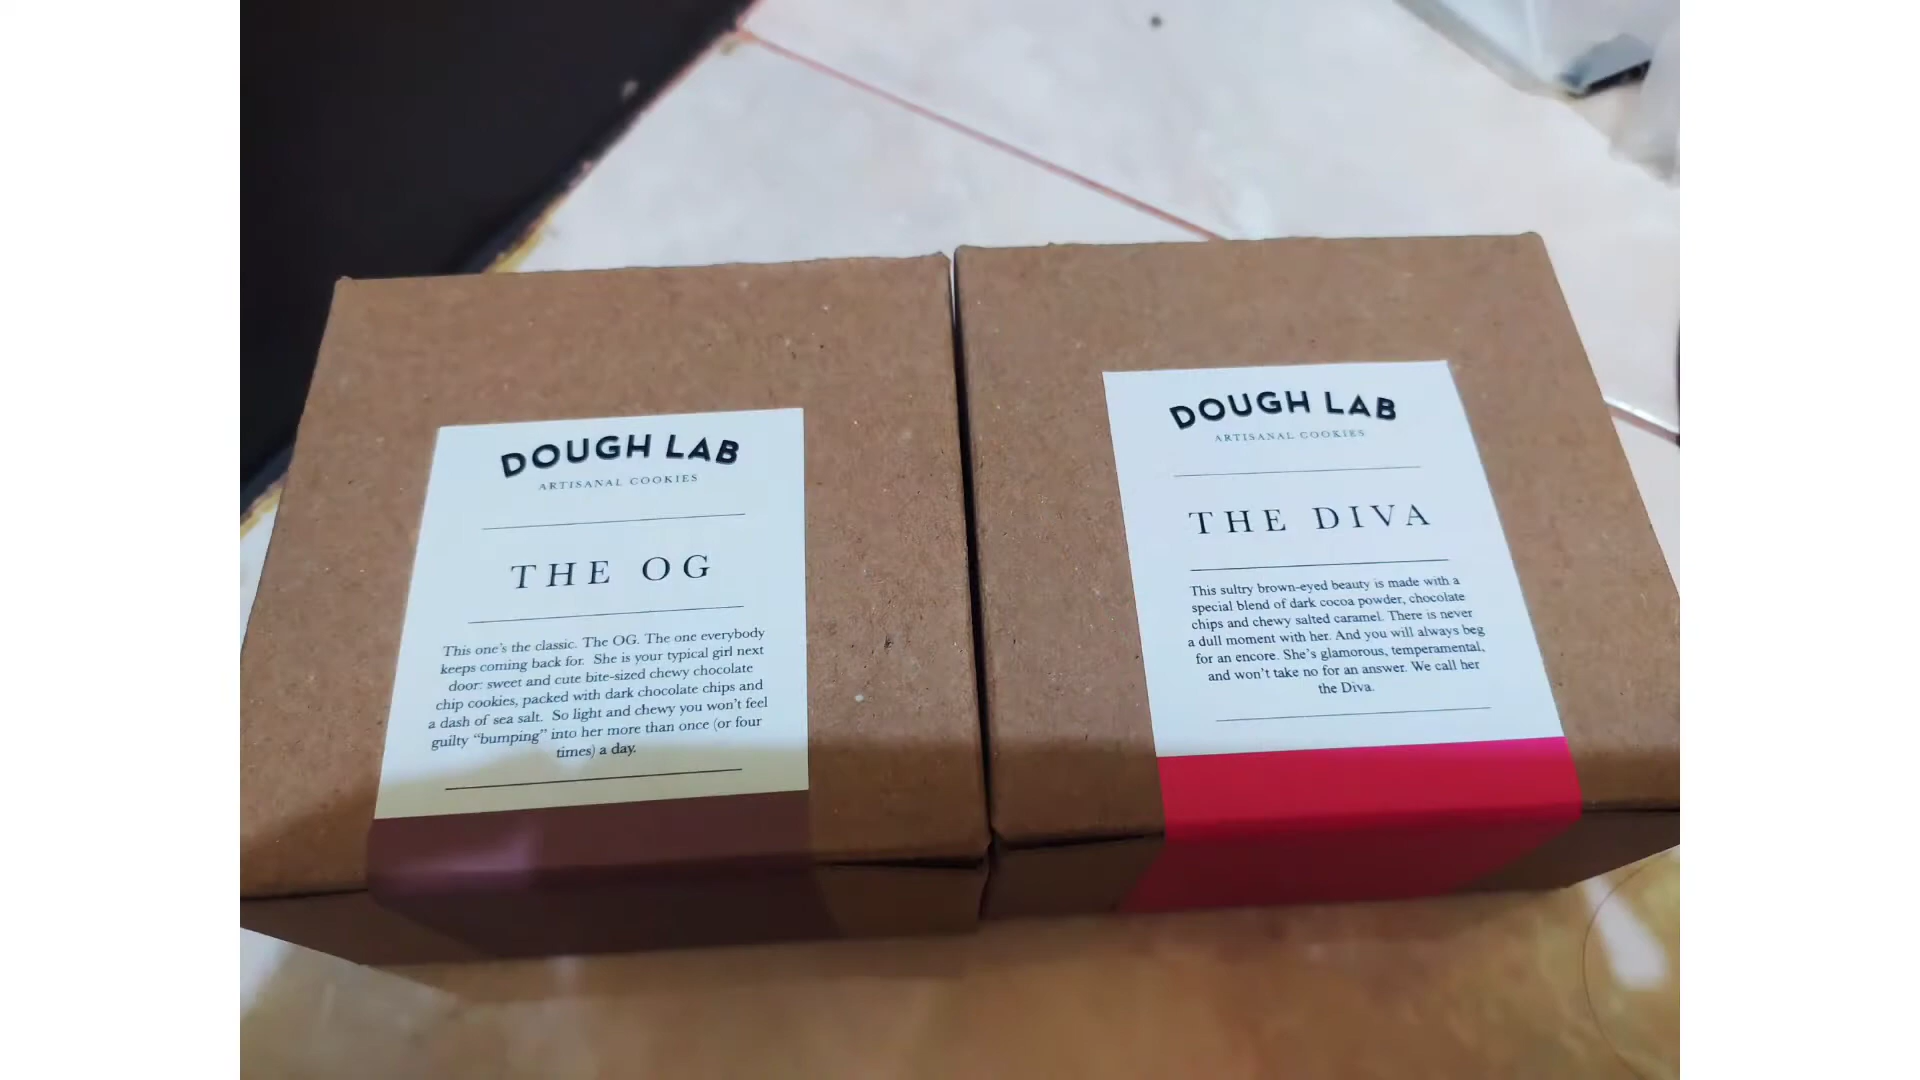 DOUGH LAB
ARTISANAL COOKIES
THE OG
This one's the classic. The OG. The one everybody
keeps coming back for. She is your typical girl next
door: sweet and cute bite-sized chewy chocolate
chip cookies, packed with dark chocolate chips and
a dash of sea salt. So light and chewy you won't feel
guilty “bumping” into her more than once (or four
times) a day.
DOUGH LAB
ARTISANAL COOKIES
THE DIVA
This sultry brown-eyed beauty is made with a
special blend of dark cocoa powder, chocolate
chips and chewy salted caramel. There is never
a dull moment with her. And you will always beg
for an encore. She's glamorous, temperamental,
and won't take no for an answer. We call her
the Diva.